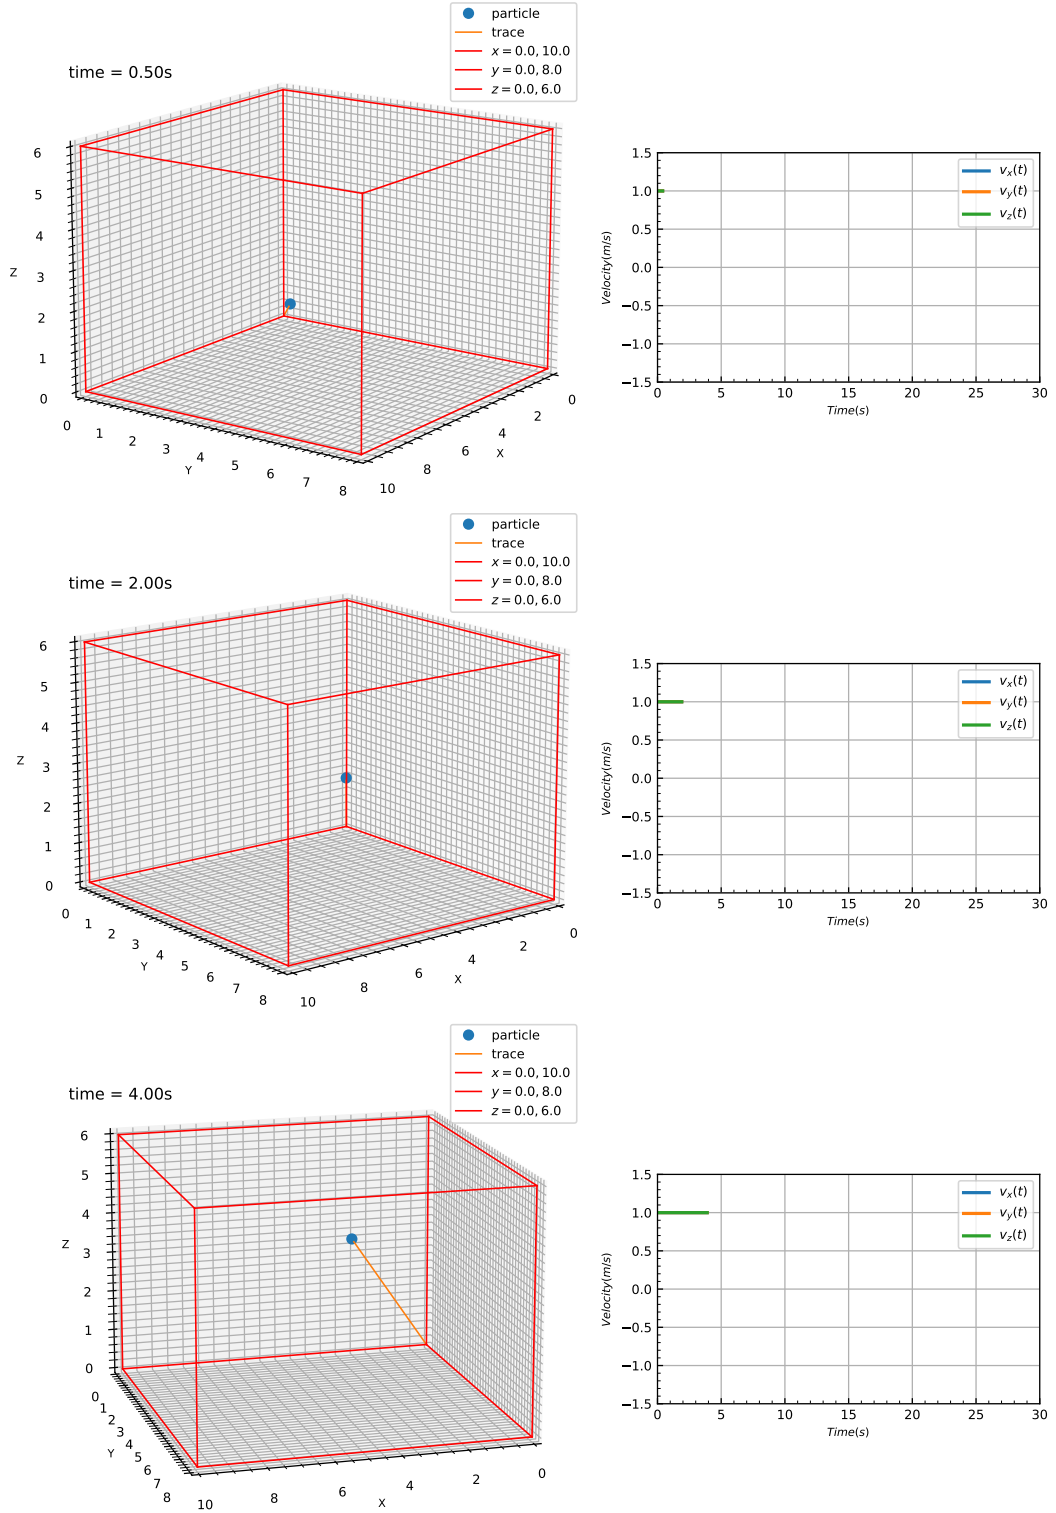 particle
trace
x = 0.0, 10.0
y = 0.0, 8.0
z = 0.0, 6.0
time = 0.50s
6
5
4
3
2
1
0
Z
0 1 2 3 4 5 6 7 8
Y
10 8 6 4 2 0
X
1.5
1.0
0.5
0.0
−0.5
−1.0
−1.5
Velocity(m/s)
0 5 10 15 20 25 30
Time(s)
v_x(t)
v_y(t)
v_z(t)
particle
trace
x = 0.0, 10.0
y = 0.0, 8.0
z = 0.0, 6.0
time = 2.00s
6
5
4
3
2
1
0
Z
0 1 2 3 4 5 6 7 8
Y
10 8 6 4 2 0
X
1.5
1.0
0.5
0.0
−0.5
−1.0
−1.5
Velocity(m/s)
0 5 10 15 20 25 30
Time(s)
v_x(t)
v_y(t)
v_z(t)
particle
trace
x = 0.0, 10.0
y = 0.0, 8.0
z = 0.0, 6.0
time = 4.00s
6
5
4
3
2
1
0
Z
0 1 2 3 4 5 6 7 8
Y
10 8 6 4 2 0
X
1.5
1.0
0.5
0.0
−0.5
−1.0
−1.5
Velocity(m/s)
0 5 10 15 20 25 30
Time(s)
v_x(t)
v_y(t)
v_z(t)